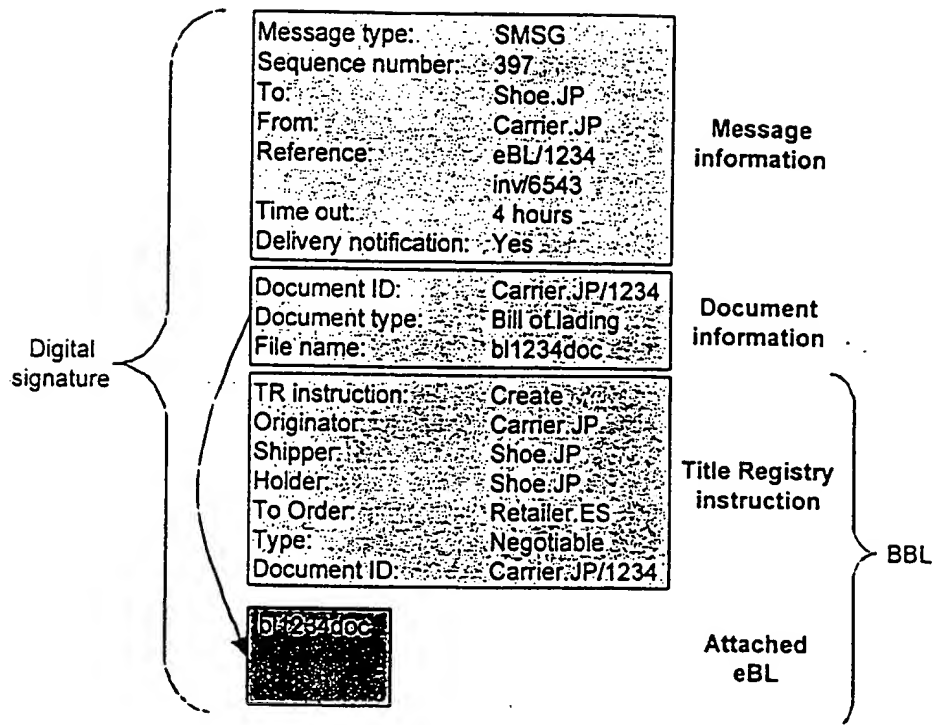 Message type: SMSG
Sequence number: 397
To: Shoe.JP
From: Carrier.JP
Reference: eBL/1234
inv/6543
Time out: 4 hours
Delivery notification: Yes
Message
information
Document ID: Carrier.JP/1234
Document type: Bill of lading
File name: bl1234doc
Document
information
Digital
signature
TR instruction: Create
Originator: Carrier.JP
Shipper: Shoe.JP
Holder: Shoe.JP
To Order: Retailer.ES
Type: Negotiable
Document ID: Carrier.JP/1234
Title Registry
instruction
BBL
bl1234doc
Attached
eBL